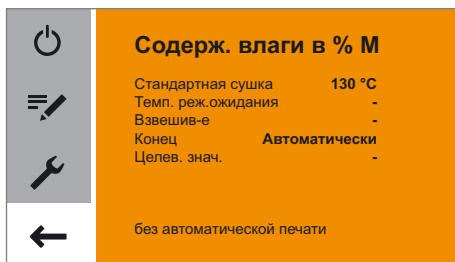 Содерж. влаги в % М
Стандартная сушка 130 °C
Темп. реж.ожидания -
Взвешив-е -
Конец Автоматически
Целев. знач. -
без автоматической печати